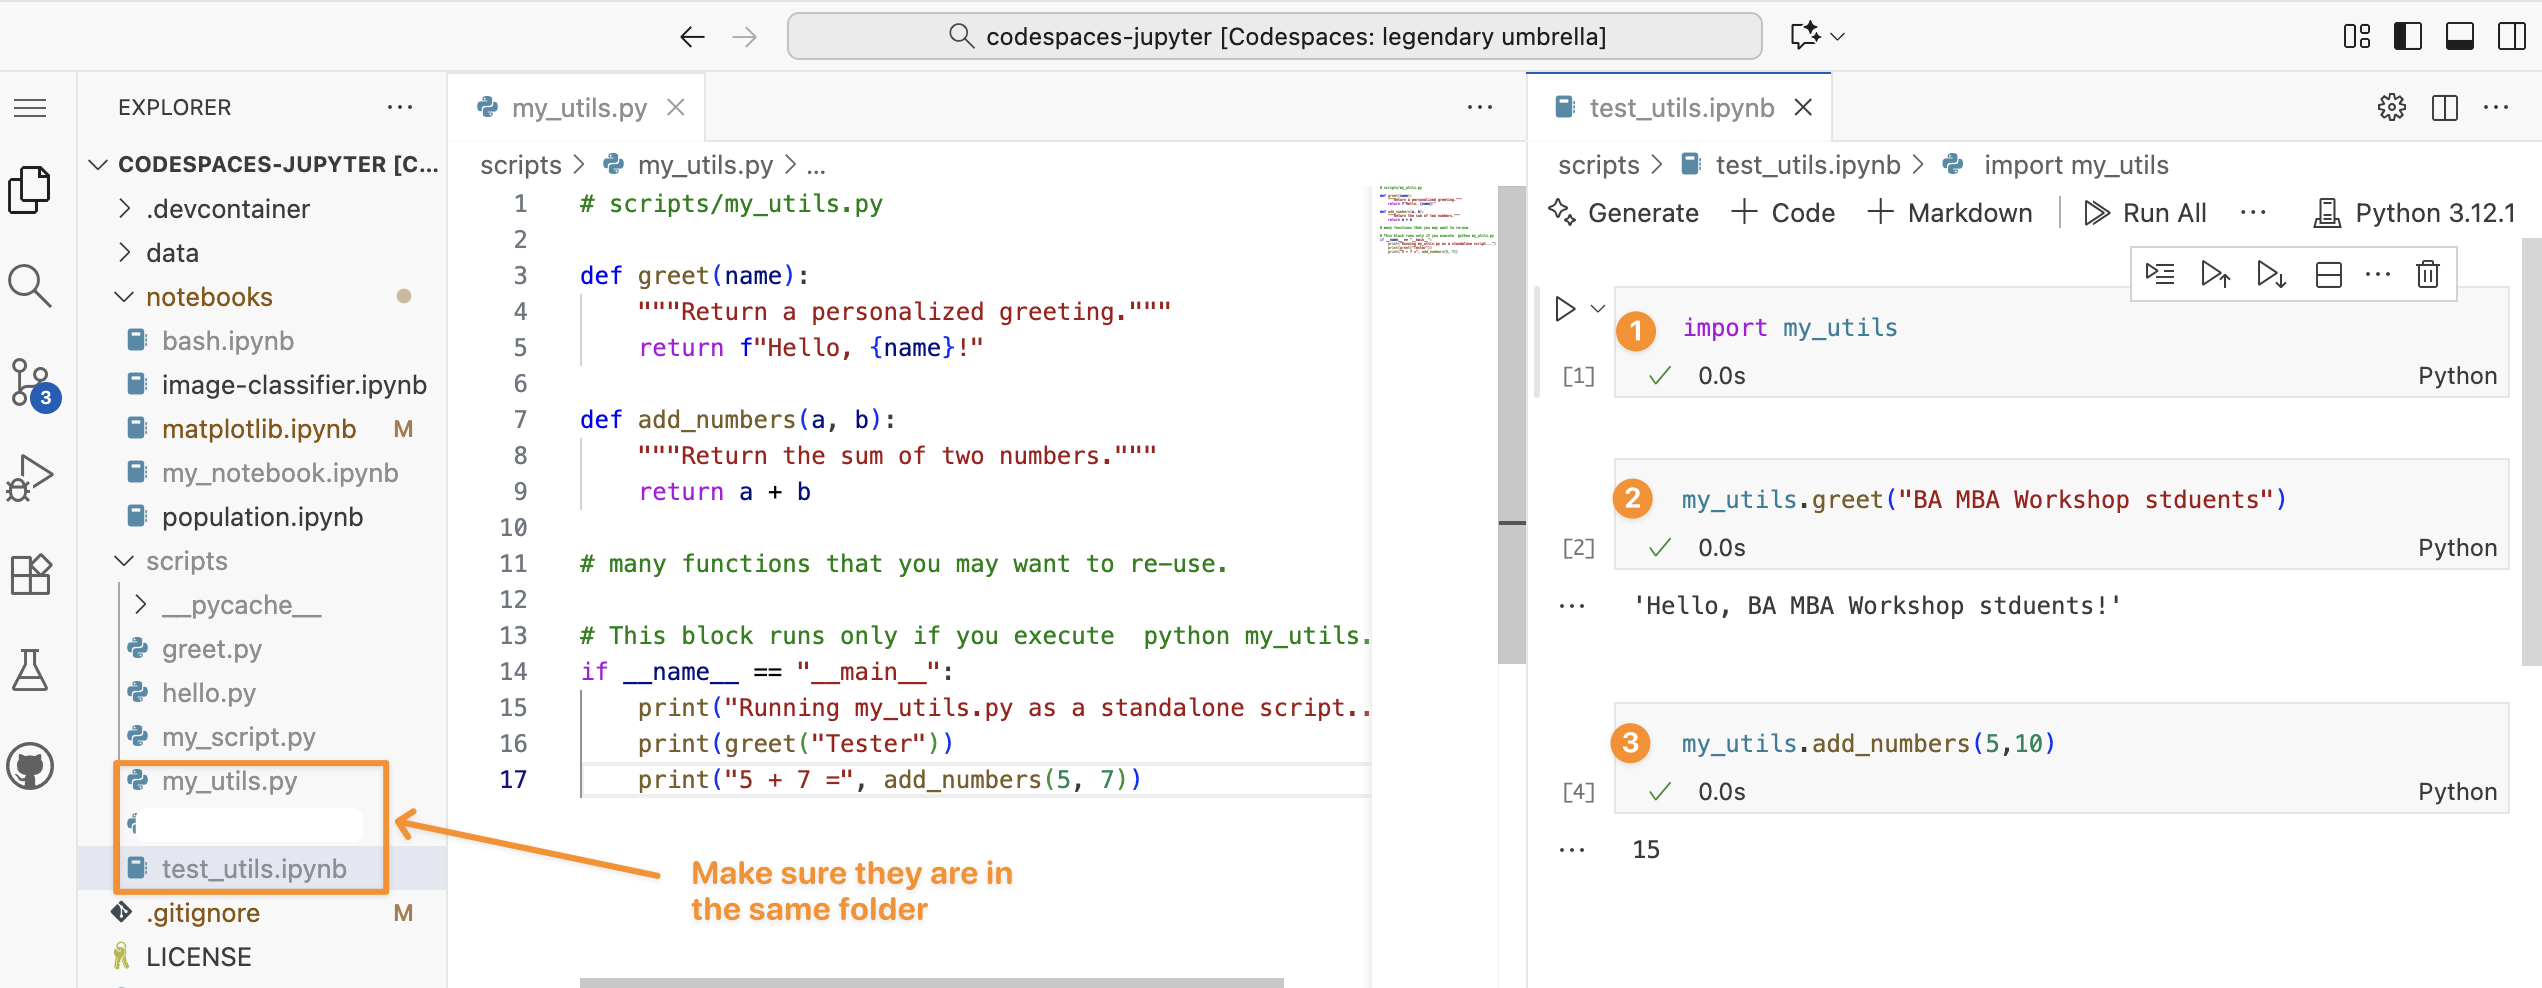 codespaces-jupyter [Codespaces: legendary umbrella]
EXPLORER
CODESPACES-JUPYTER [C...
.devcontainer
data
notebooks
bash.ipynb
image-classifier.ipynb
matplotlib.ipynb M
my_notebook.ipynb
population.ipynb
scripts
__pycache__
greet.py
hello.py
my_script.py
my_utils.py
test_utils.ipynb
.gitignore M
LICENSE
3
my_utils.py
scripts > my_utils.py > ...
1 # scripts/my_utils.py
2
3 def greet(name):
4 """Return a personalized greeting."""
5 return f"Hello, {name}!"
6
7 def add_numbers(a, b):
8 """Return the sum of two numbers."""
9 return a + b
10
11 # many functions that you may want to re-use.
12
13 # This block runs only if you execute  python my_utils.
14 if __name__ == "__main__":
15 print("Running my_utils.py as a standalone script..
16 print(greet("Tester"))
17 print("5 + 7 =", add_numbers(5, 7))
Make sure they are in
the same folder
test_utils.ipynb
scripts > test_utils.ipynb > import my_utils
Generate + Code + Markdown Run All ... Python 3.12.1
1 import my_utils
[1] 0.0s Python
2 my_utils.greet("BA MBA Workshop stduents")
[2] 0.0s Python
'Hello, BA MBA Workshop stduents!'
3 my_utils.add_numbers(5,10)
[4] 0.0s Python
15